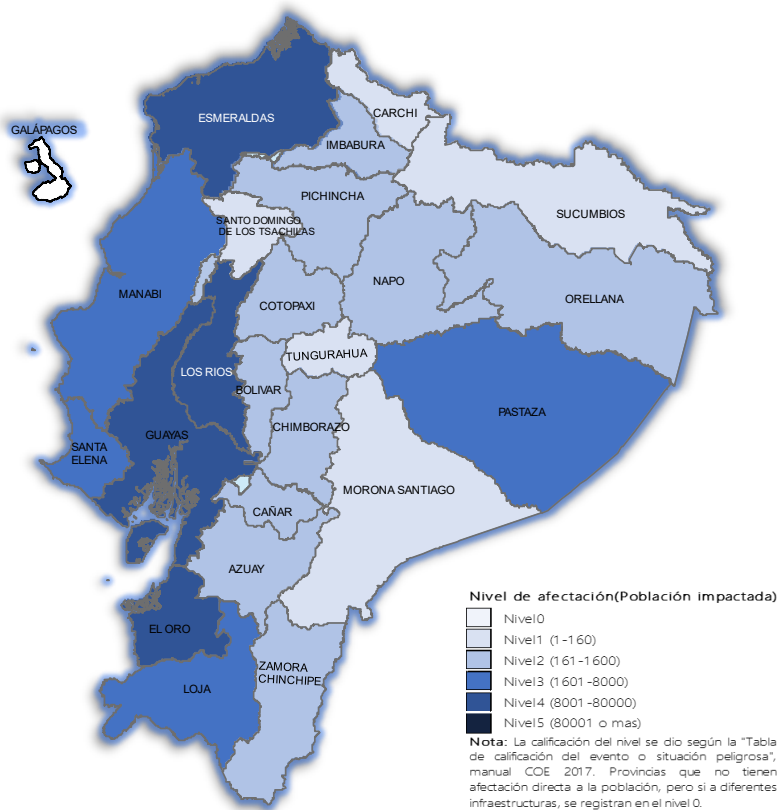 ESMERALDAS
CARCHI
GALÁPAGOS
IMBABURA
PICHINCHA
SUCUMBIOS
SANTO DOMINGO
DE LOS TSACHILAS
NAPO
MANABI
ORELLANA
COTOPAXI
TUNGURAHUA
LOS RIOS
BOLIVAR
PASTAZA
CHIMBORAZO
GUAYAS
SANTA
ELENA
MORONA SANTIAGO
CAÑAR
AZUAY
EL ORO
ZAMORA
CHINCHIPE
LOJA
Nivel de afectación(Población impactada)
Nivel0
Nivel1 (1-160)
Nivel2 (161-1600)
Nivel3 (1601-8000)
Nivel4 (8001-80000)
Nivel5 (80001 o mas)
Nota: La calificación del nivel se dio según la "Tabla
de calificación del evento o situación peligrosa",
manual COE 2017. Provincias que no tienen
afectación directa a la población, pero si a diferentes
infraestructuras, se registran en el nivel 0.